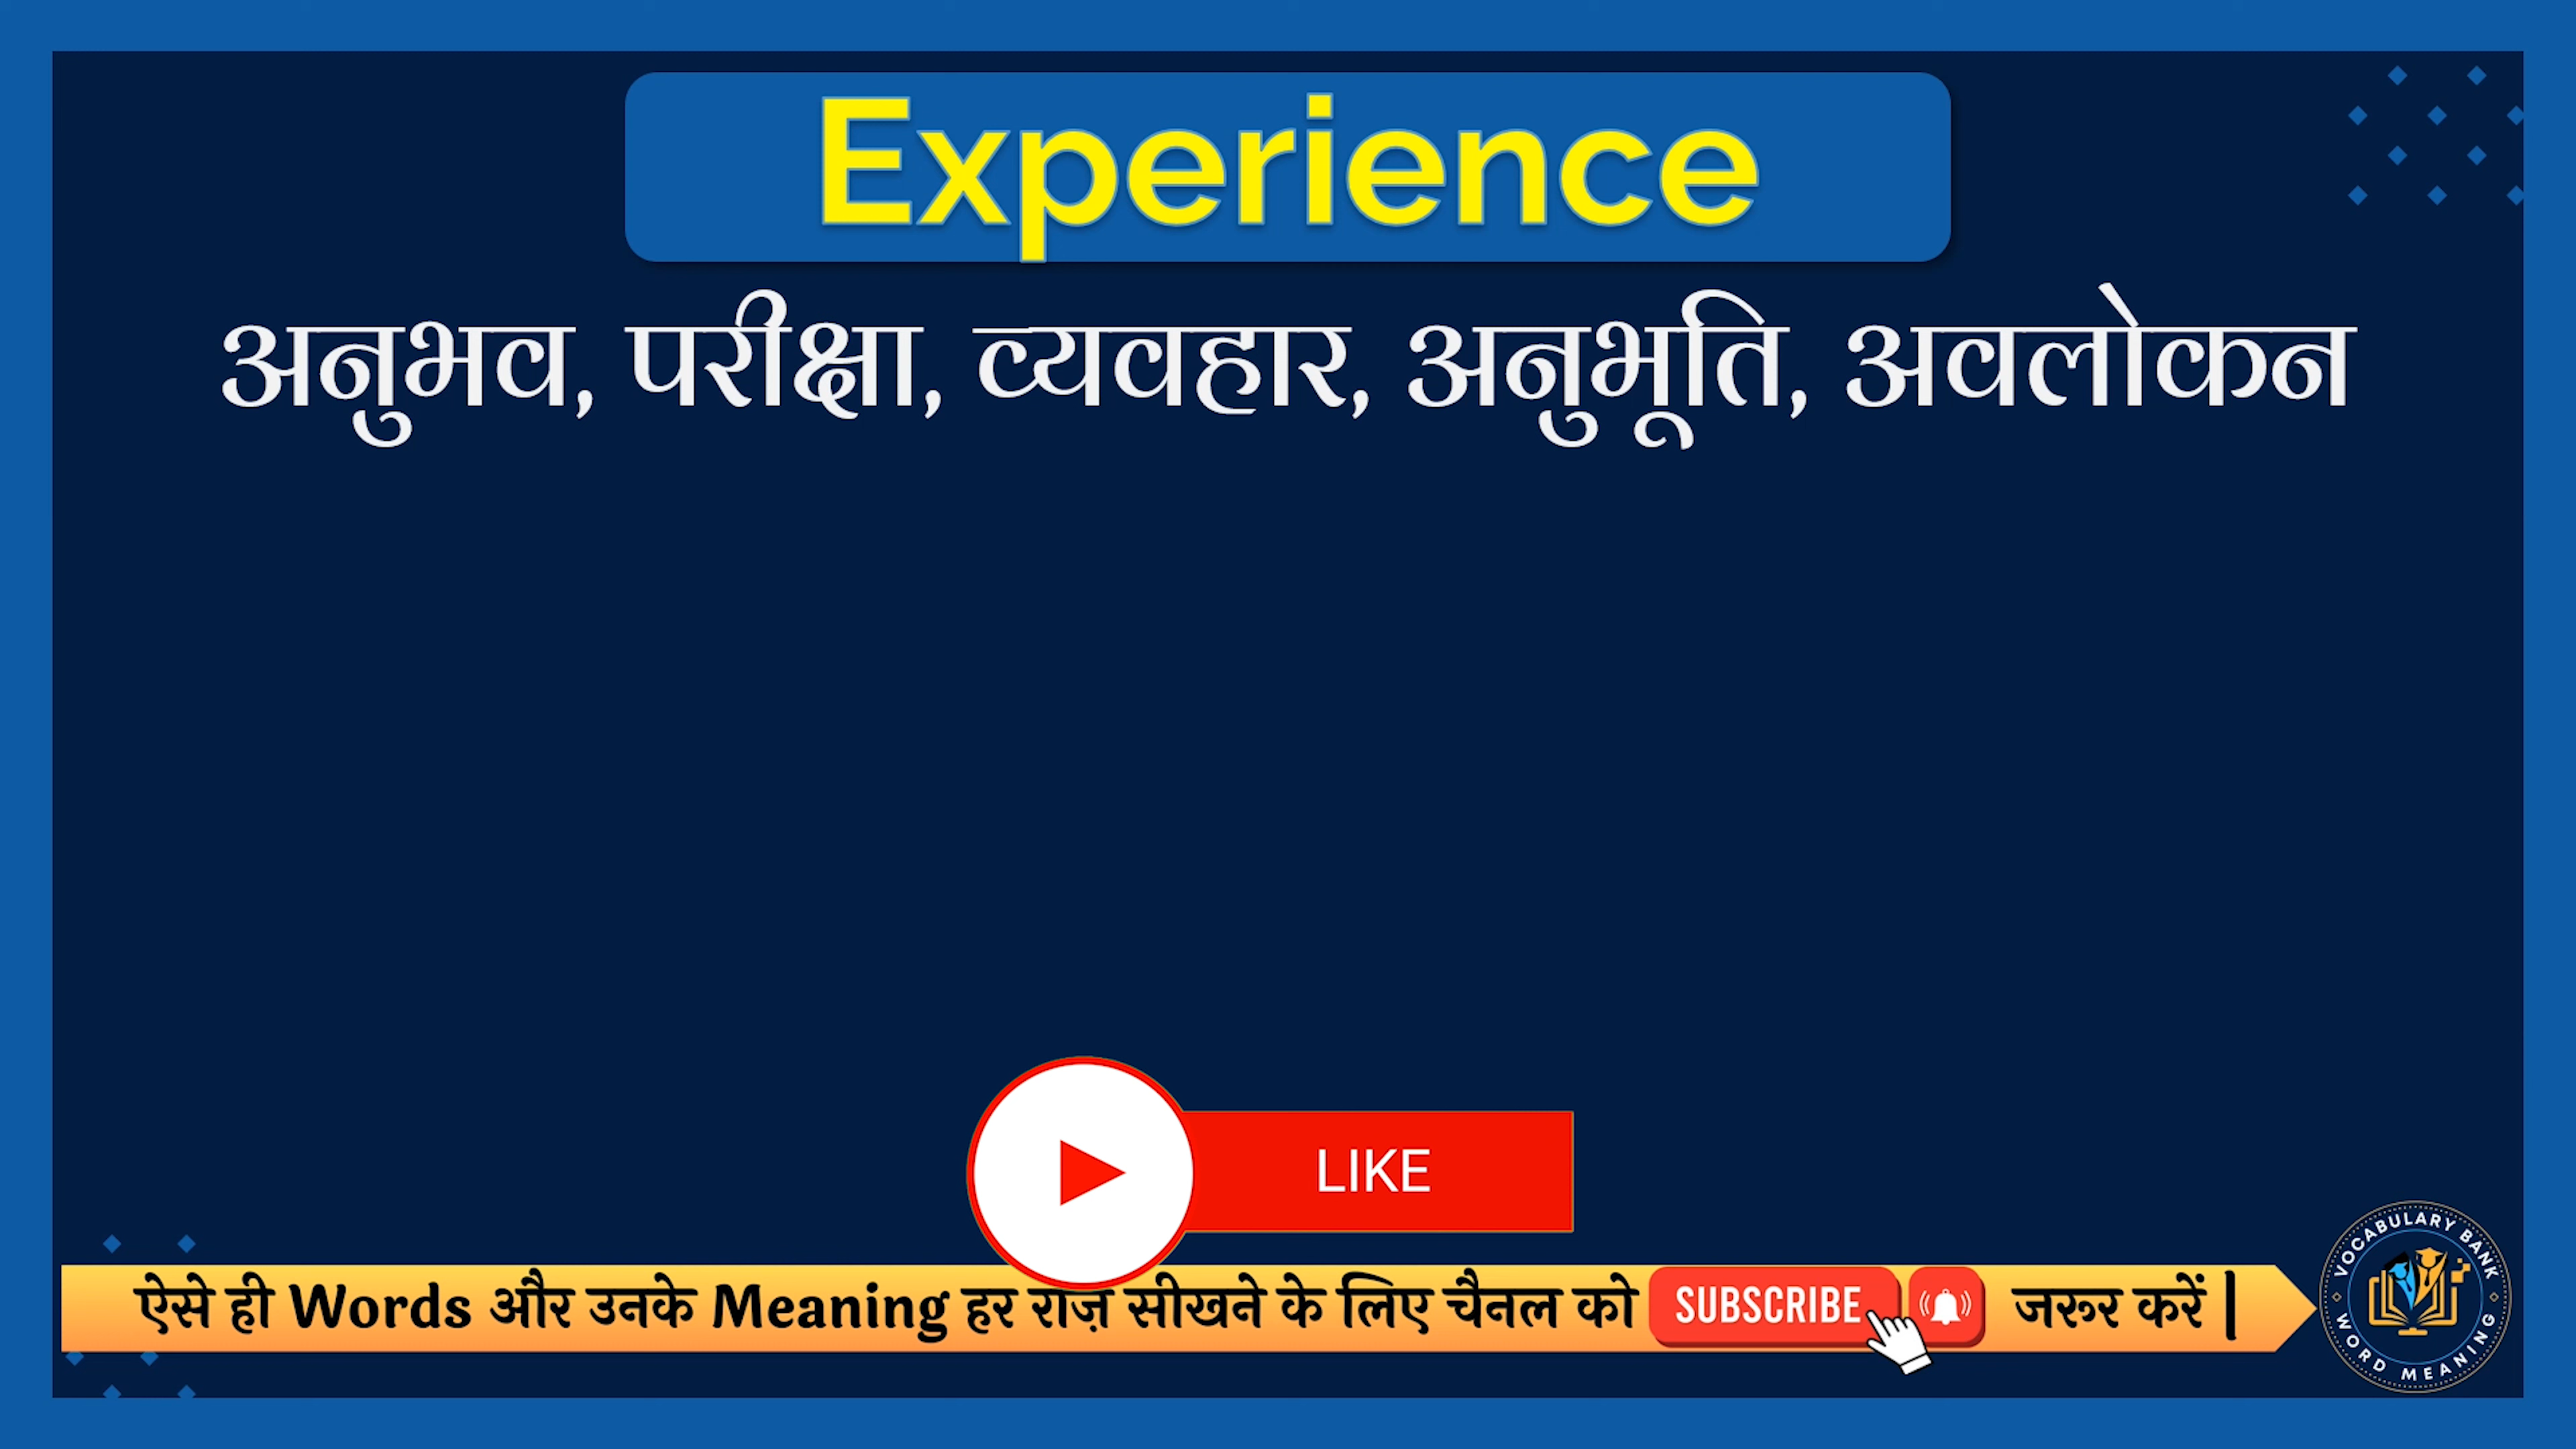 Experience
अनुभव, परीक्षा, व्यवहार, अनुभूति, अवलोकन
LIKE
ऐसे ही Words और उनके Meaning हर राज़ सीखने के लिए चैनल को SUBSCRIBE जरूर करें |
VOCABULARY BANK
WORD MEANING